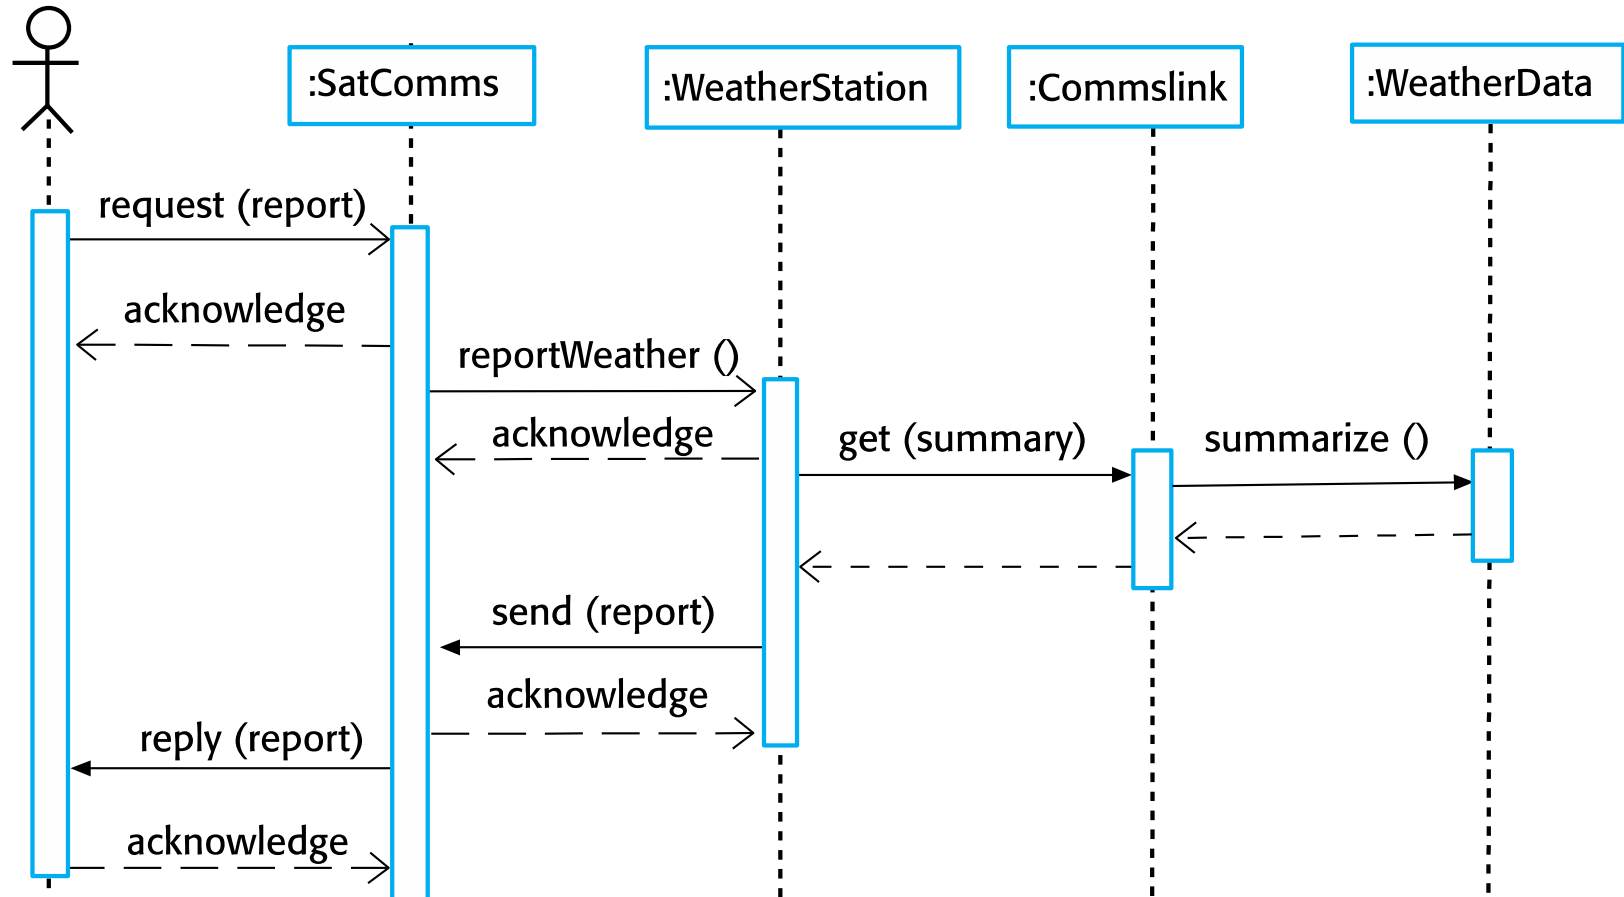 :SatComms
:WeatherStation
:Commslink
:WeatherData
request (report)
acknowledge
reportWeather ()
acknowledge
get (summary)
summarize ()
send (report)
acknowledge
reply (report)
acknowledge